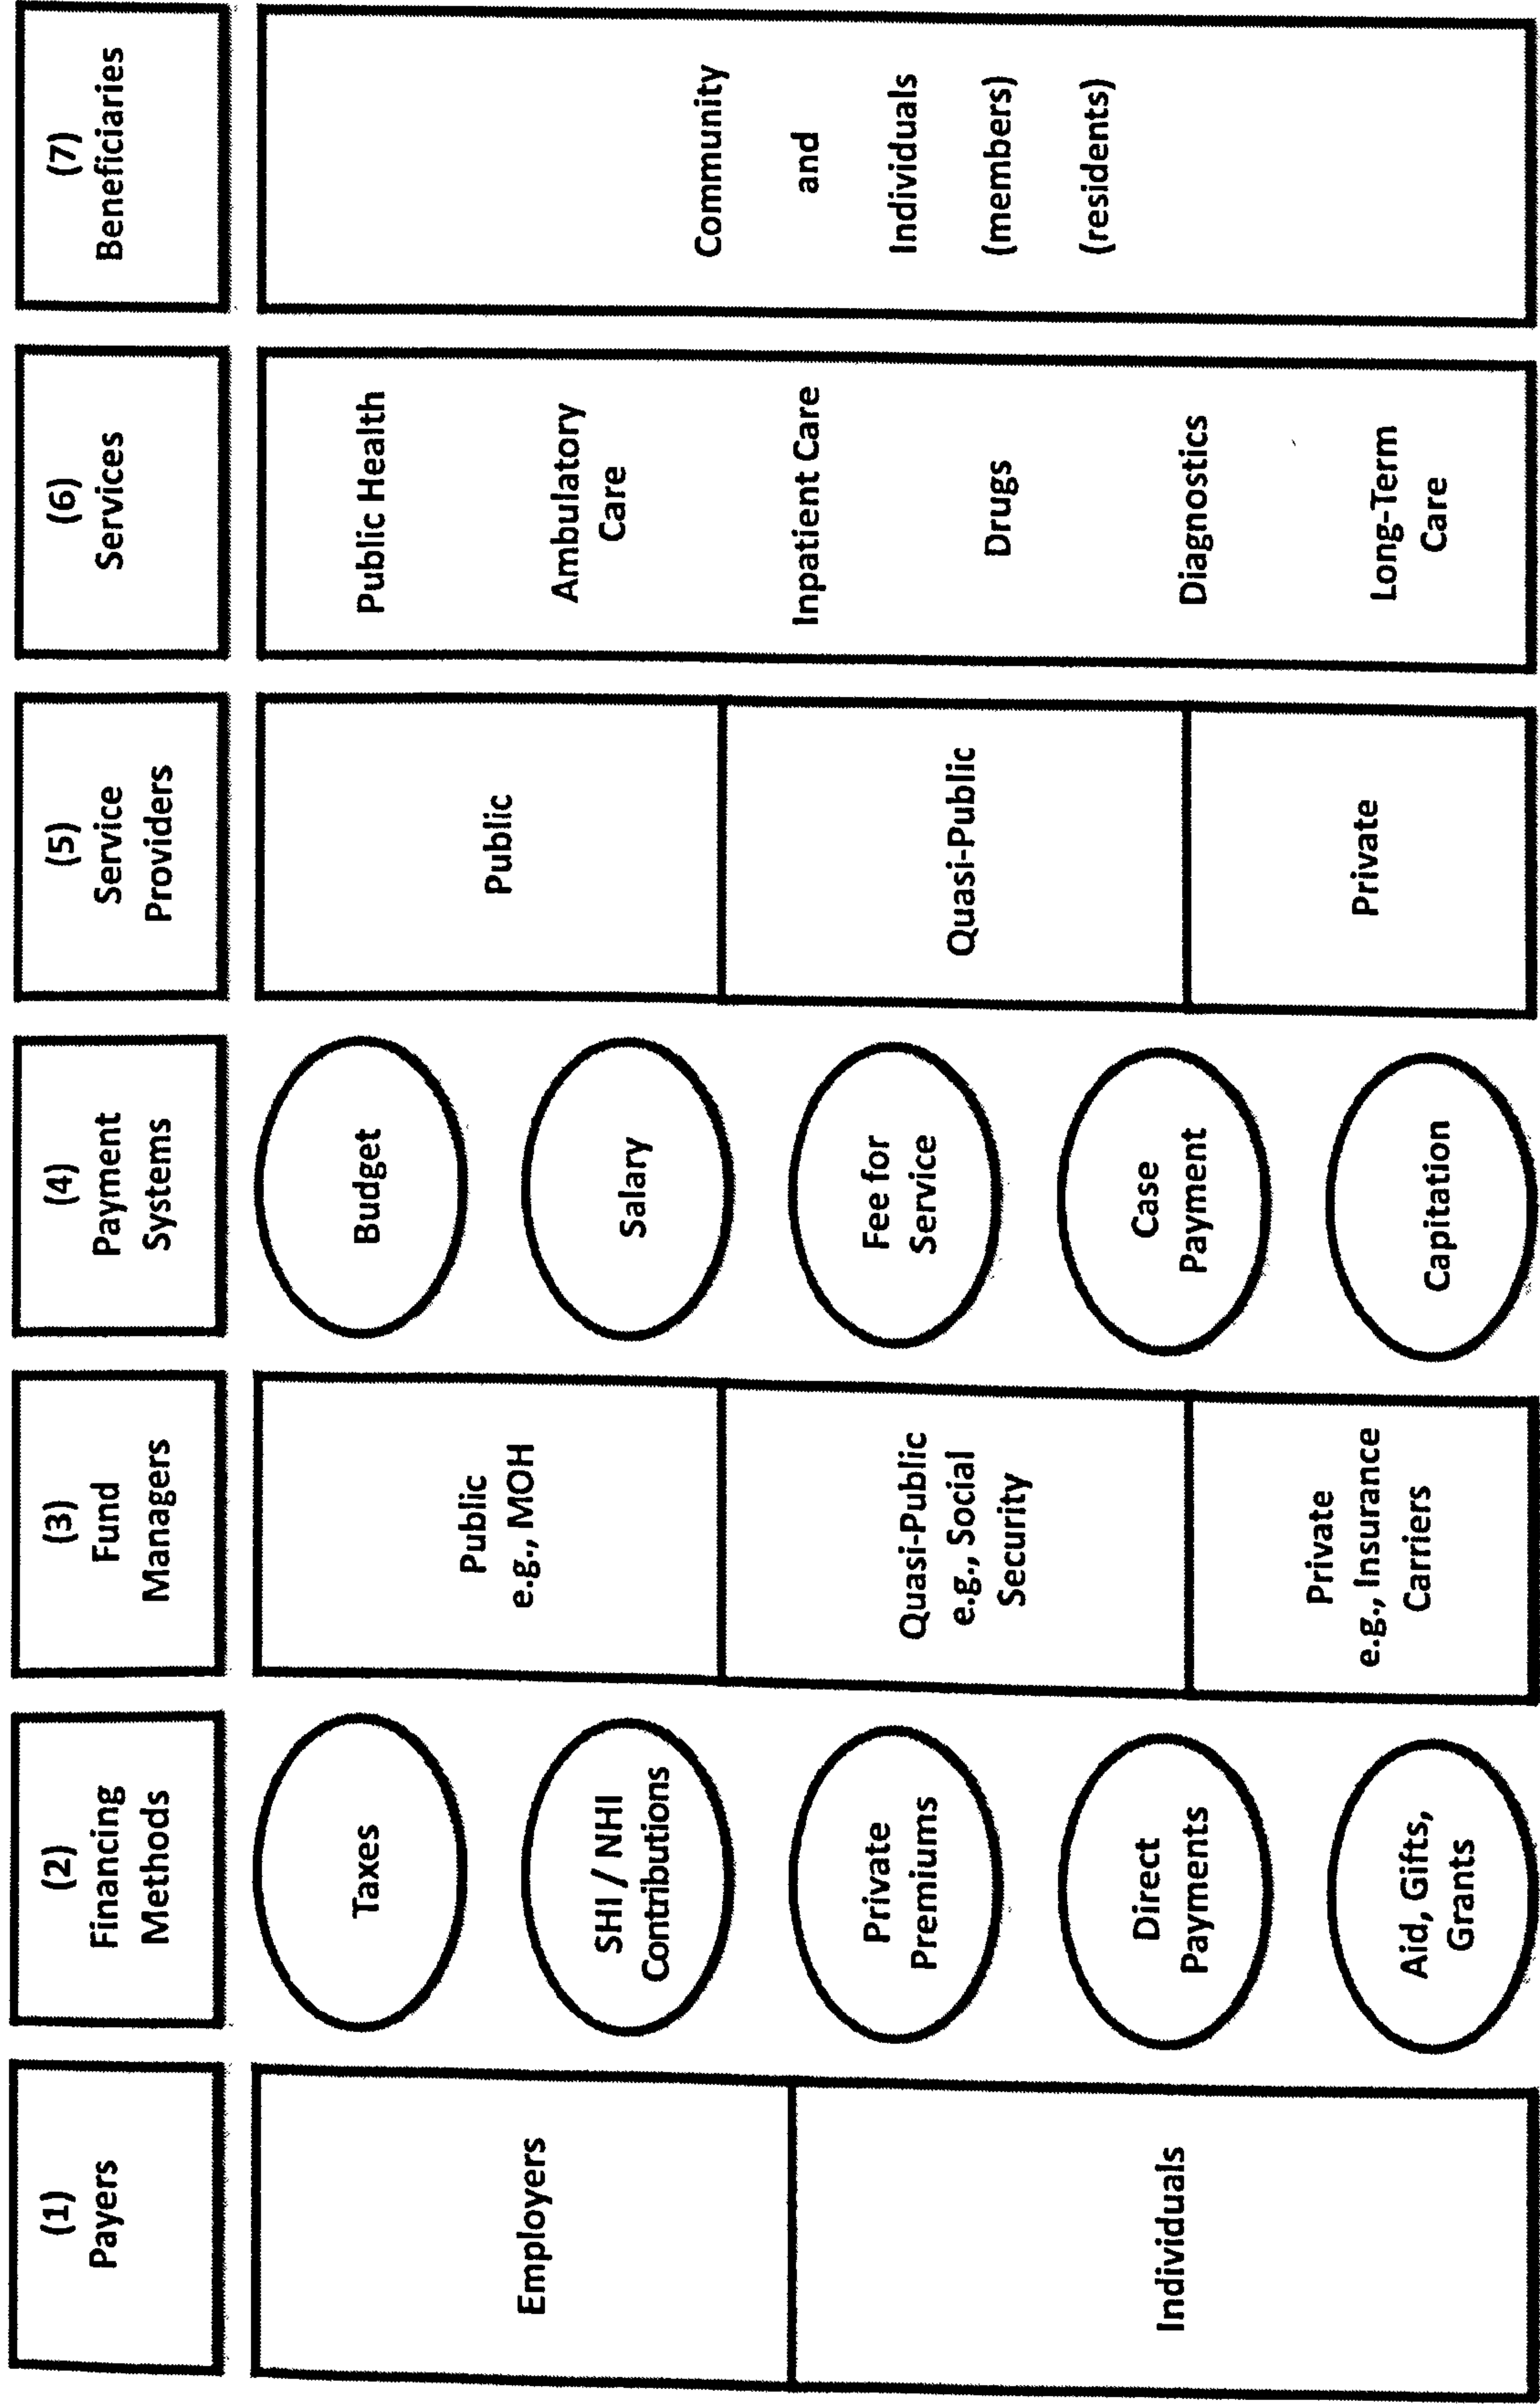 (1)
Payers
Employers
Individuals
(2)
Financing
Methods
Taxes
SHI / NHI
Contributions
Private
Premiums
Direct
Payments
Aid, Gifts,
Grants
(3)
Fund
Managers
Public
e.g., MOH
Quasi-Public
e.g., Social
Security
Private
e.g., Insurance
Carriers
(4)
Payment
Systems
Budget
Salary
Fee for
Service
Case
Payment
Capitation
(5)
Service
Providers
Public
Quasi-Public
Private
(6)
Services
Public Health
Ambulatory
Care
Inpatient Care
Drugs
Diagnostics
Long-Term
Care
(7)
Beneficiaries
Community
and
Individuals
(members)
(residents)